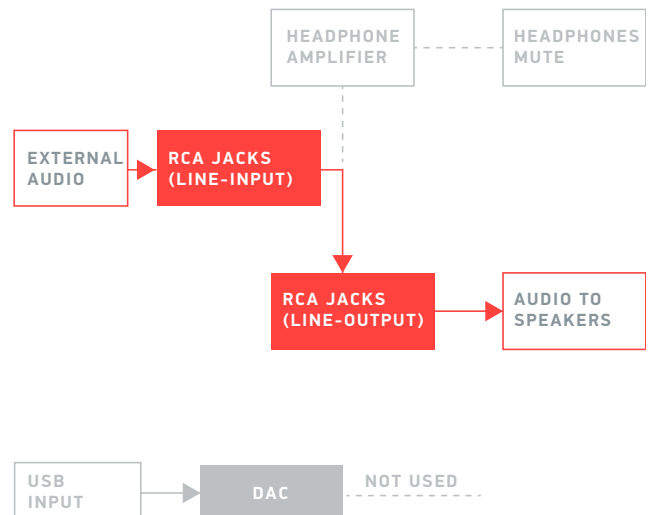 HEADPHONE
AMPLIFIER
HEADPHONES
MUTE
EXTERNAL
AUDIO
RCA JACKS
(LINE-INPUT)
RCA JACKS
(LINE-OUTPUT)
AUDIO TO
SPEAKERS
USB
INPUT
DAC
NOT USED